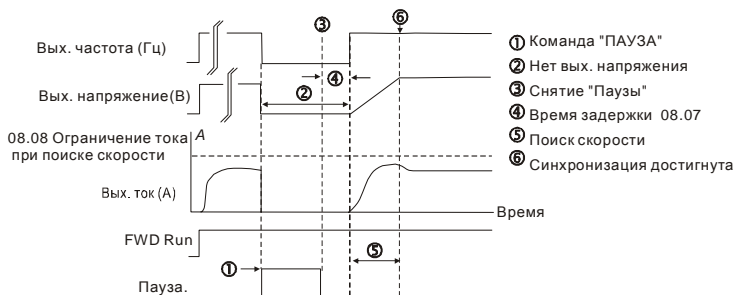 ③
⑥
Вых. частота (Гц)
④
Вых. напряжение(В)
②
08.08 Ограничение тока A
при поиске скорости
Вых. ток (А)
Время
FWD Run
①
⑤
Пауза.
① Команда "ПАУЗА"
② Нет вых. напряжения
③ Снятие "Паузы"
④ Время задержки 08.07
⑤ Поиск скорости
⑥ Синхронизация достигнута